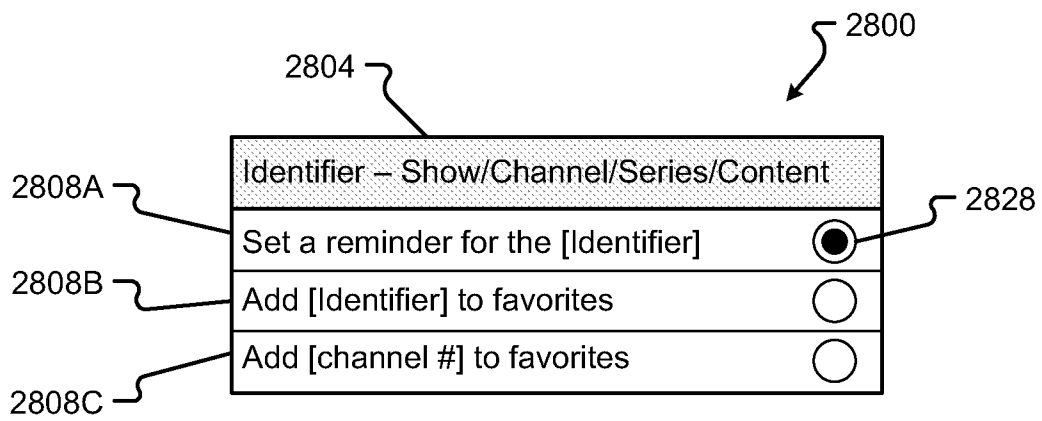 2800
2804
Identifier – Show/Channel/Series/Content
2808A
2828
Set a reminder for the [Identifier]
2808B
Add [Identifier] to favorites
Add [channel #] to favorites
2808C